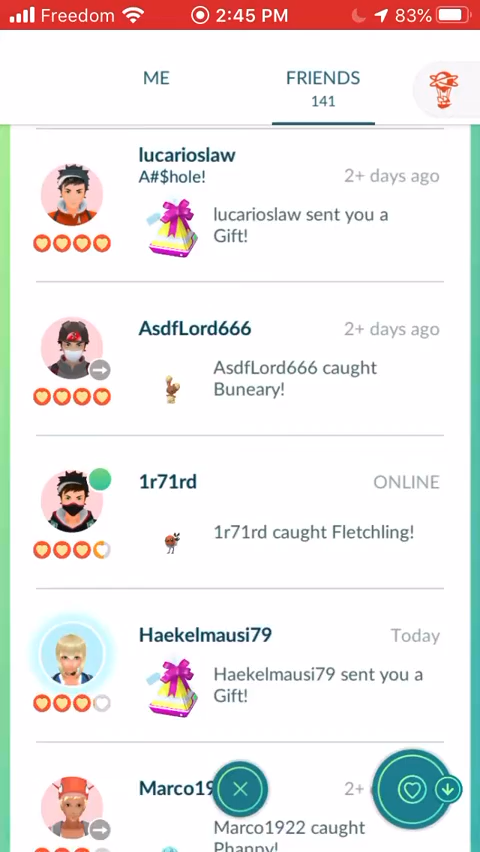 Freedom 2:45 PM 83%
ME
FRIENDS
141
lucarioslaw
A#$hole!
2+ days ago
lucarioslaw sent you a
Gift!
AsdfLord666
2+ days ago
AsdfLord666 caught
Buneary!
1r71rd
ONLINE
1r71rd caught Fletchling!
Haekelmausi79
Today
Haekelmausi79 sent you a
Gift!
Marco19
2+
Marco1922 caught
Phanpy!